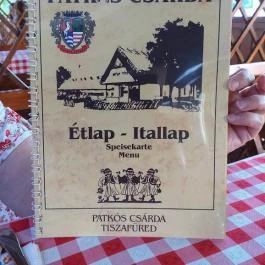 PATKÓS CSÁRDA
Étlap - Itallap
Speisekarte
Menu
PATKÓS CSÁRDA
TISZAFÜRED